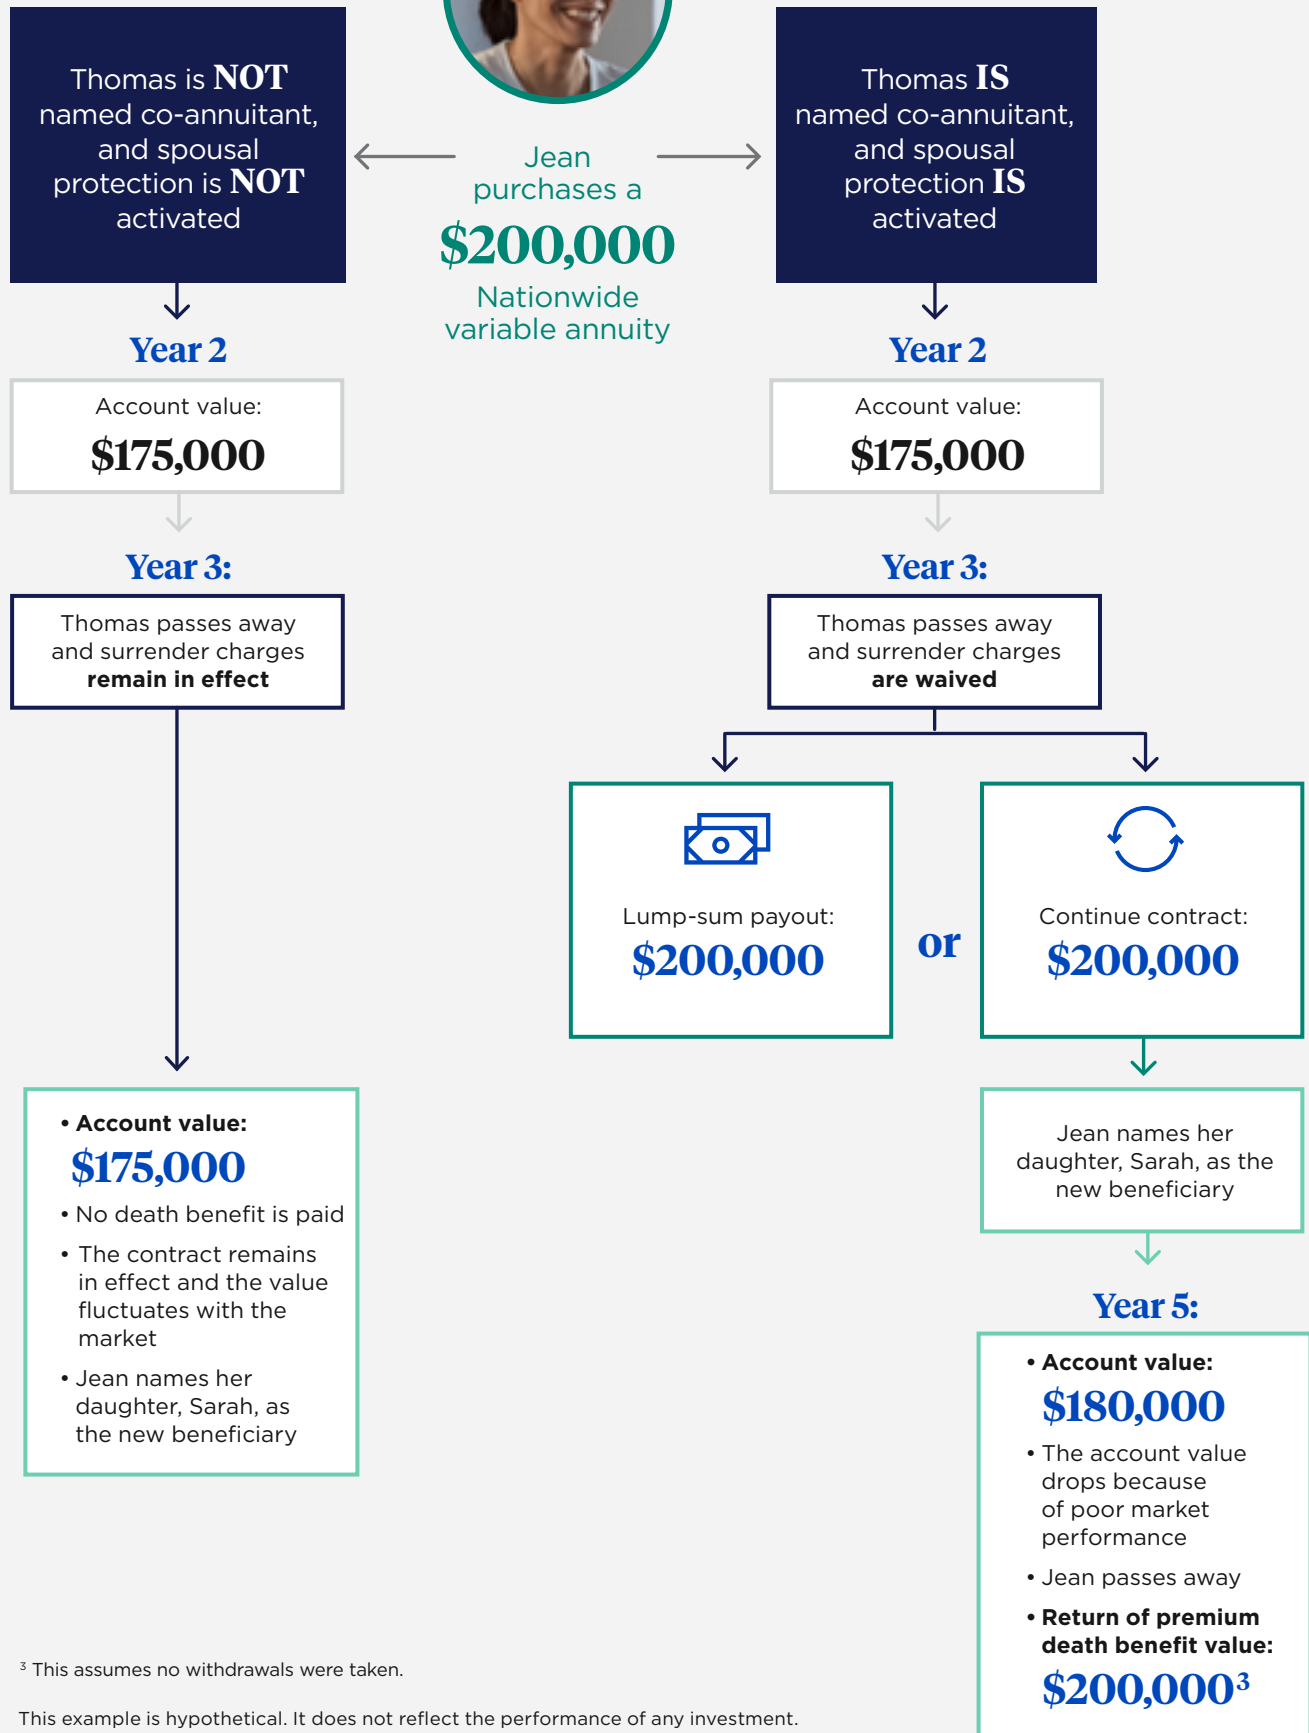 Thomas is NOT
named co-annuitant,
and spousal
protection is NOT
activated
Jean
purchases a
$200,000
Nationwide
variable annuity
Thomas IS
named co-annuitant,
and spousal
protection IS
activated
Year 2
Account value:
$175,000
Year 3:
Thomas passes away
and surrender charges
remain in effect
• Account value:
$175,000
• No death benefit is paid
• The contract remains
in effect and the value
fluctuates with the
market
• Jean names her
daughter, Sarah, as
the new beneficiary
Year 2
Account value:
$175,000
Year 3:
Thomas passes away
and surrender charges
are waived
Lump-sum payout:
$200,000
or
Continue contract:
$200,000
Jean names her
daughter, Sarah, as the
new beneficiary
Year 5:
• Account value:
$180,000
• The account value
drops because
of poor market
performance
• Jean passes away
• Return of premium
death benefit value:
$200,000³
³ This assumes no withdrawals were taken.
This example is hypothetical. It does not reflect the performance of any investment.